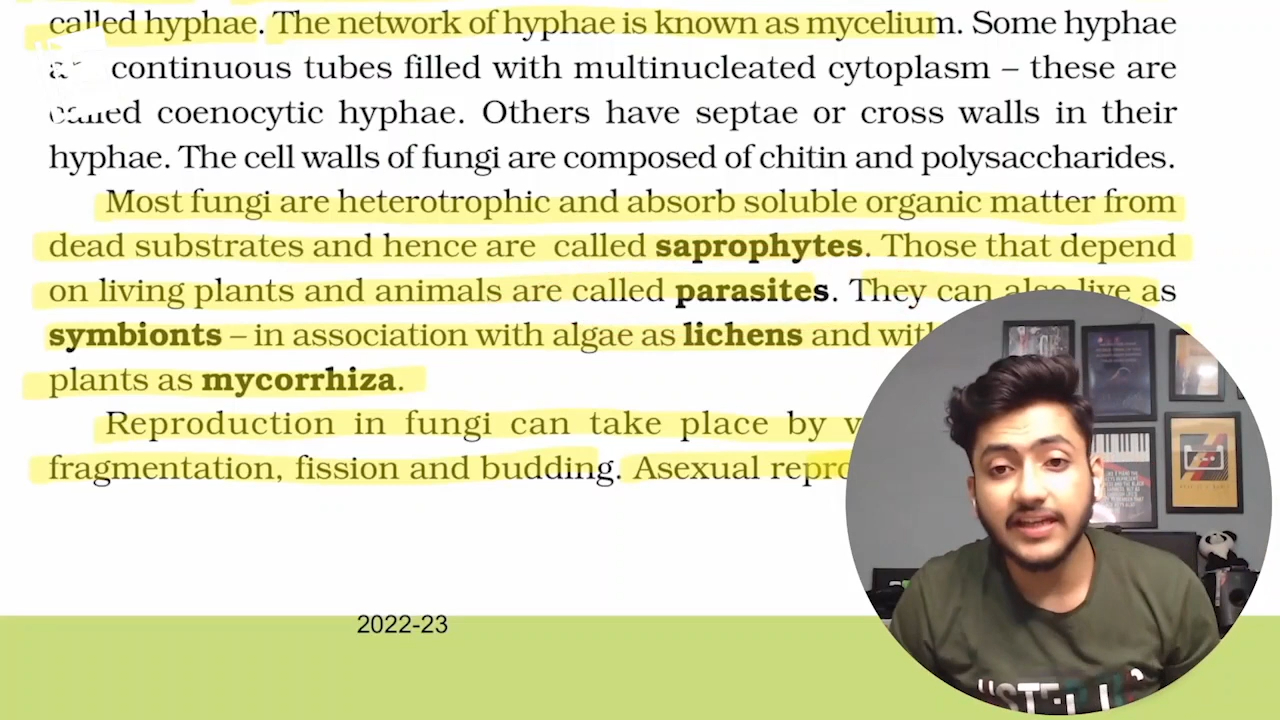 called hyphae. The network of hyphae is known as mycelium. Some hyphae
continuous tubes filled with multinucleated cytoplasm – these are
called coenocytic hyphae. Others have septae or cross walls in their
hyphae. The cell walls of fungi are composed of chitin and polysaccharides.
Most fungi are heterotrophic and absorb soluble organic matter from
dead substrates and hence are called saprophytes. Those that depend
on living plants and animals are called parasites. They can also live as
symbionts – in association with algae as lichens and with
plants as mycorrhiza.
Reproduction in fungi can take place by
fragmentation, fission and budding. Asexual
2022-23